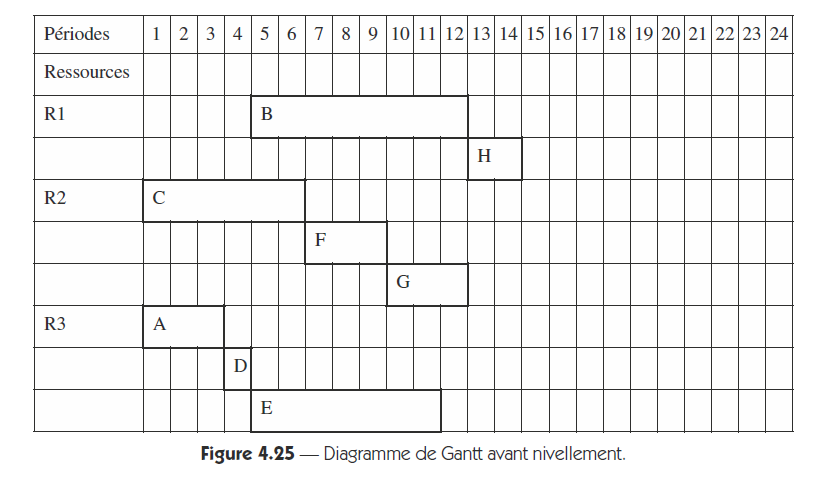 Périodes 1 2 3 4 5 6 7 8 9 10 11 12 13 14 15 16 17 18 19 20 21 22 23 24
Ressources
R1 B
H
R2 C
F
G
R3 A
D
E
Figure 4.25 — Diagramme de Gantt avant nivellement.